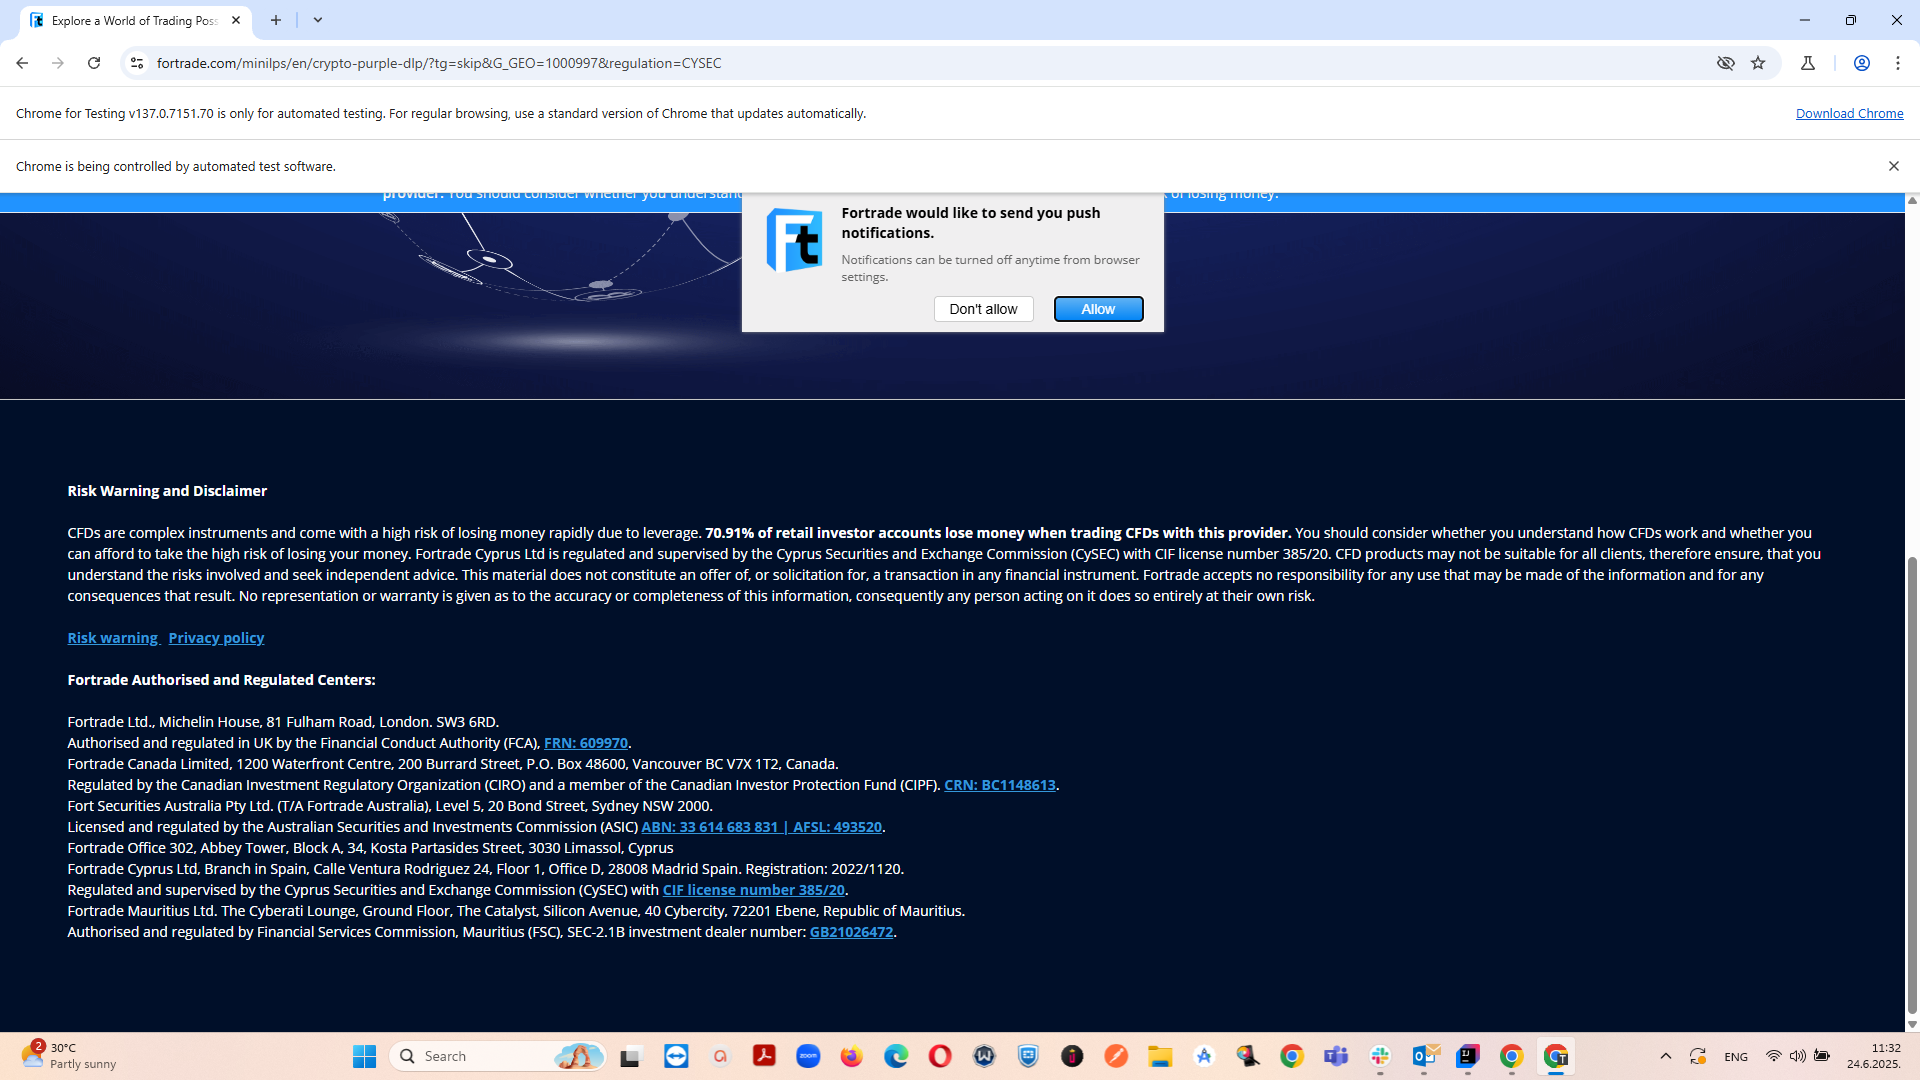 Explore a World of Trading Pos
fortrade.com/minilps/en/crypto-purple-dlp/?tg=skip&G_GEO=1000997&regulation=CYSEC
Chrome for Testing v137.0.7151.70 is only for automated testing. For regular browsing, use a standard version of Chrome that updates automatically.
Download Chrome
Chrome is being controlled by automated test software.
provider. You should consider whether you understand
of losing money.
Fortrade would like to send you push
notifications.
Notifications can be turned off anytime from browser
settings.
Don't allow
Allow
Risk Warning and Disclaimer
CFDs are complex instruments and come with a high risk of losing money rapidly due to leverage. 70.91% of retail investor accounts lose money when trading CFDs with this provider. You should consider whether you understand how CFDs work and whether you
can afford to take the high risk of losing your money. Fortrade Cyprus Ltd is regulated and supervised by the Cyprus Securities and Exchange Commission (CySEC) with CIF license number 385/20. CFD products may not be suitable for all clients, therefore ensure, that you
understand the risks involved and seek independent advice. This material does not constitute an offer of, or solicitation for, a transaction in any financial instrument. Fortrade accepts no responsibility for any use that may be made of the information and for any
consequences that result. No representation or warranty is given as to the accuracy or completeness of this information, consequently any person acting on it does so entirely at their own risk.
Risk warning Privacy policy
Fortrade Authorised and Regulated Centers:
Fortrade Ltd., Michelin House, 81 Fulham Road, London. SW3 6RD.
Authorised and regulated in UK by the Financial Conduct Authority (FCA), FRN: 609970.
Fortrade Canada Limited, 1200 Waterfront Centre, 200 Burrard Street, P.O. Box 48600, Vancouver BC V7X 1T2, Canada.
Regulated by the Canadian Investment Regulatory Organization (CIRO) and a member of the Canadian Investor Protection Fund (CIPF). CRN: BC1148613.
Fort Securities Australia Pty Ltd. (T/A Fortrade Australia), Level 5, 20 Bond Street, Sydney NSW 2000.
Licensed and regulated by the Australian Securities and Investments Commission (ASIC) ABN: 33 614 683 831 | AFSL: 493520.
Fortrade Office 302, Abbey Tower, Block A, 34, Kosta Partasides Street, 3030 Limassol, Cyprus
Fortrade Cyprus Ltd, Branch in Spain, Calle Ventura Rodriguez 24, Floor 1, Office D, 28008 Madrid Spain. Registration: 2022/1120.
Regulated and supervised by the Cyprus Securities and Exchange Commission (CySEC) with CIF license number 385/20.
Fortrade Mauritius Ltd. The Cyberati Lounge, Ground Floor, The Catalyst, Silicon Avenue, 40 Cybercity, 72201 Ebene, Republic of Mauritius.
Authorised and regulated by Financial Services Commission, Mauritius (FSC), SEC-2.1B investment dealer number: GB21026472.
2
30°C
Partly sunny
Search
zoom
ENG
11:32
24.6.2025.